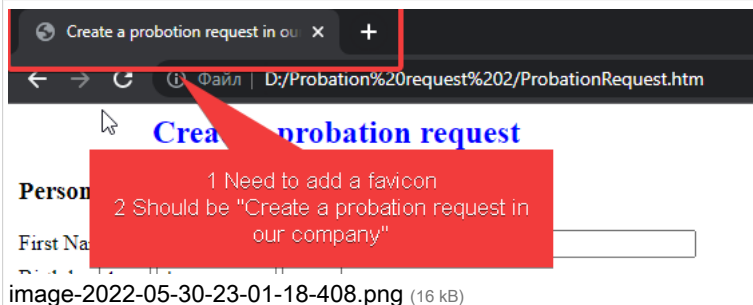 Create a probotion request in ou
Файл | D:/Probation%20request%202/ProbationRequest.htm
Crea probation request
1 Need to add a favicon
2 Should be "Create a probation request in
our company"
Person
First Na
image-2022-05-30-23-01-18-408.png (16 kB)